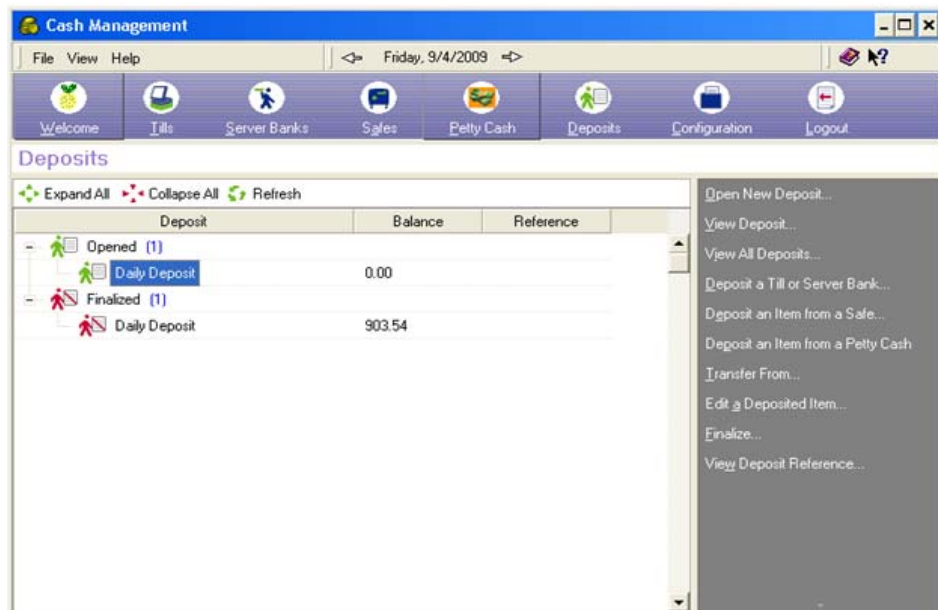 Cash Management
File View Help Friday, 9/4/2009
Welcome Tills Server Banks Safes Petty Cash Deposits Configuration Logout
Deposits
Expand All Collapse All Refresh
Deposit Balance Reference
Opened (1)
Daily Deposit 0.00
Finalized (1)
Daily Deposit 903.54
Open New Deposit...
View Deposit...
View All Deposits...
Deposit a Till or Server Bank...
Deposit an Item from a Safe...
Deposit an Item from a Petty Cash
Transfer From...
Edit a Deposited Item...
Finalize...
View Deposit Reference...